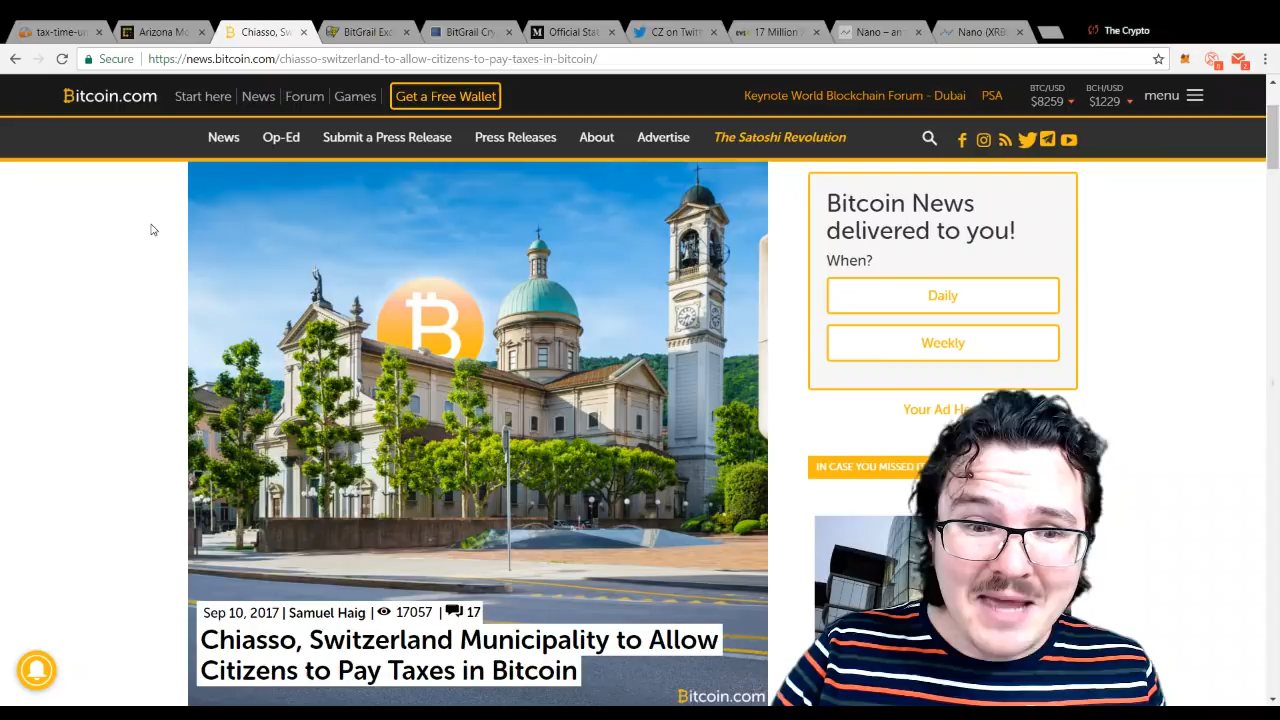 tax-time-u
Arizona Mo
Chiasso, Sw
BitGrail Exc
BitGrail Cry
Official Stat
CZ on Twitt
17 Million
Nano – an
Nano (XRB
The Crypto
Secure
https://news.bitcoin.com/chiasso-switzerland-to-allow-citizens-to-pay-taxes-in-bitcoin/
Bitcoin.com
Start here
News
Forum
Games
Get a Free Wallet
Keynote World Blockchain Forum - Dubai
PSA
BTC/USD
$8259
BCH/USD
$1229
menu
News
Op-Ed
Submit a Press Release
Press Releases
About
Advertise
The Satoshi Revolution
Bitcoin News
delivered to you!
When?
Daily
Weekly
Your Ad He
IN CASE YOU MISSED I
Sep 10, 2017 | Samuel Haig | 17057 | 17
Chiasso, Switzerland Municipality to Allow
Citizens to Pay Taxes in Bitcoin
Bitcoin.com